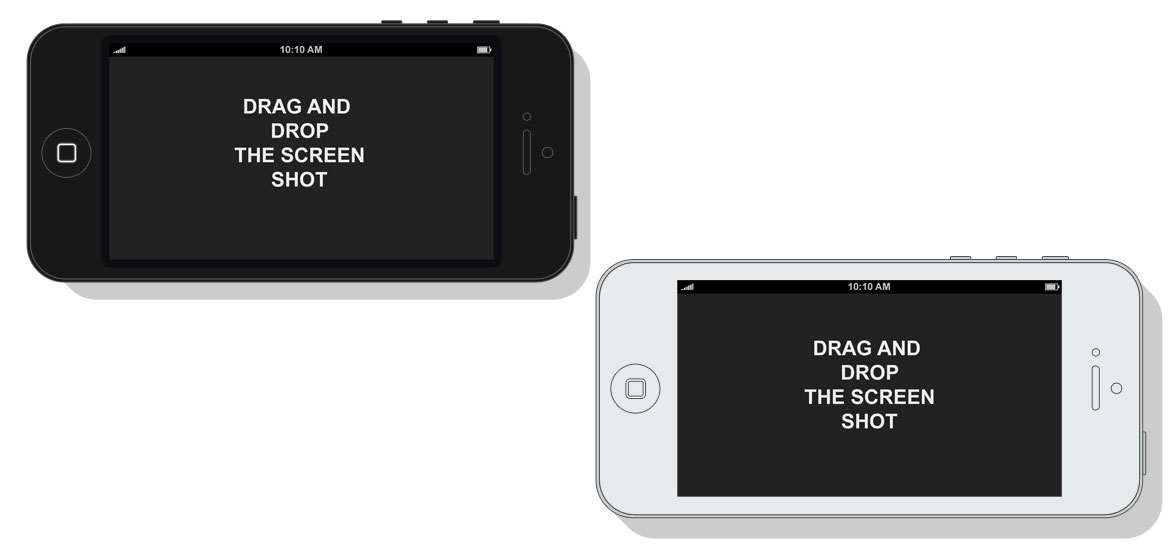 10:10 AM
DRAG AND
DROP
THE SCREEN
SHOT
10:10 AM
DRAG AND
DROP
THE SCREEN
SHOT